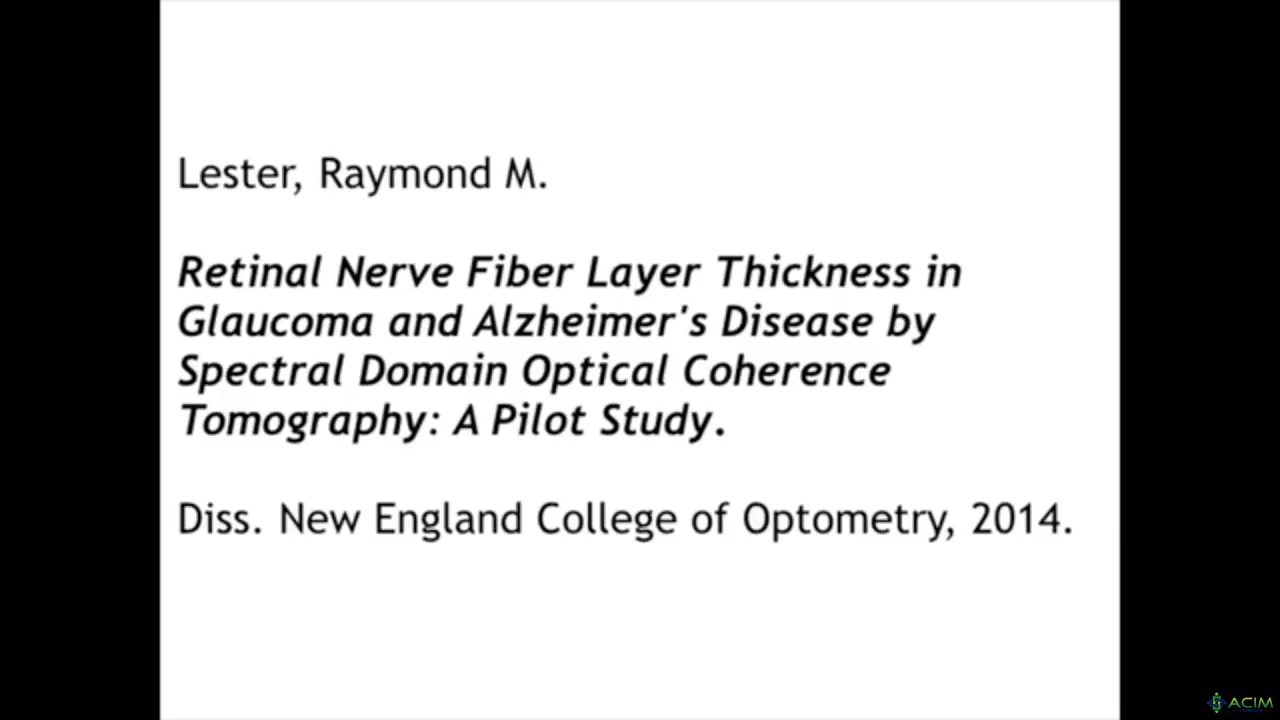 Lester, Raymond M.
Retinal Nerve Fiber Layer Thickness in
Glaucoma and Alzheimer's Disease by
Spectral Domain Optical Coherence
Tomography: A Pilot Study.
Diss. New England College of Optometry, 2014.
ACIM